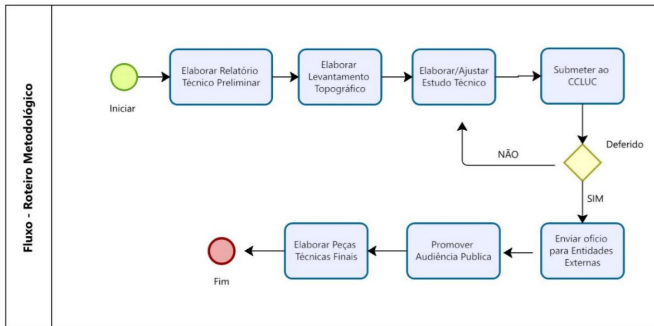 Fluxo - Roteiro Metodológico
Iniciar
Elaborar Relatório
Técnico Preliminar
Elaborar
Levantamento
Topográfico
Elaborar/Ajustar
Estudo Técnico
Submeter ao
CCLUC
Deferido
NÃO
SIM
Enviar ofício
para Entidades
Externas
Promover
Audiência Publica
Elaborar Peças
Técnicas Finais
Fim